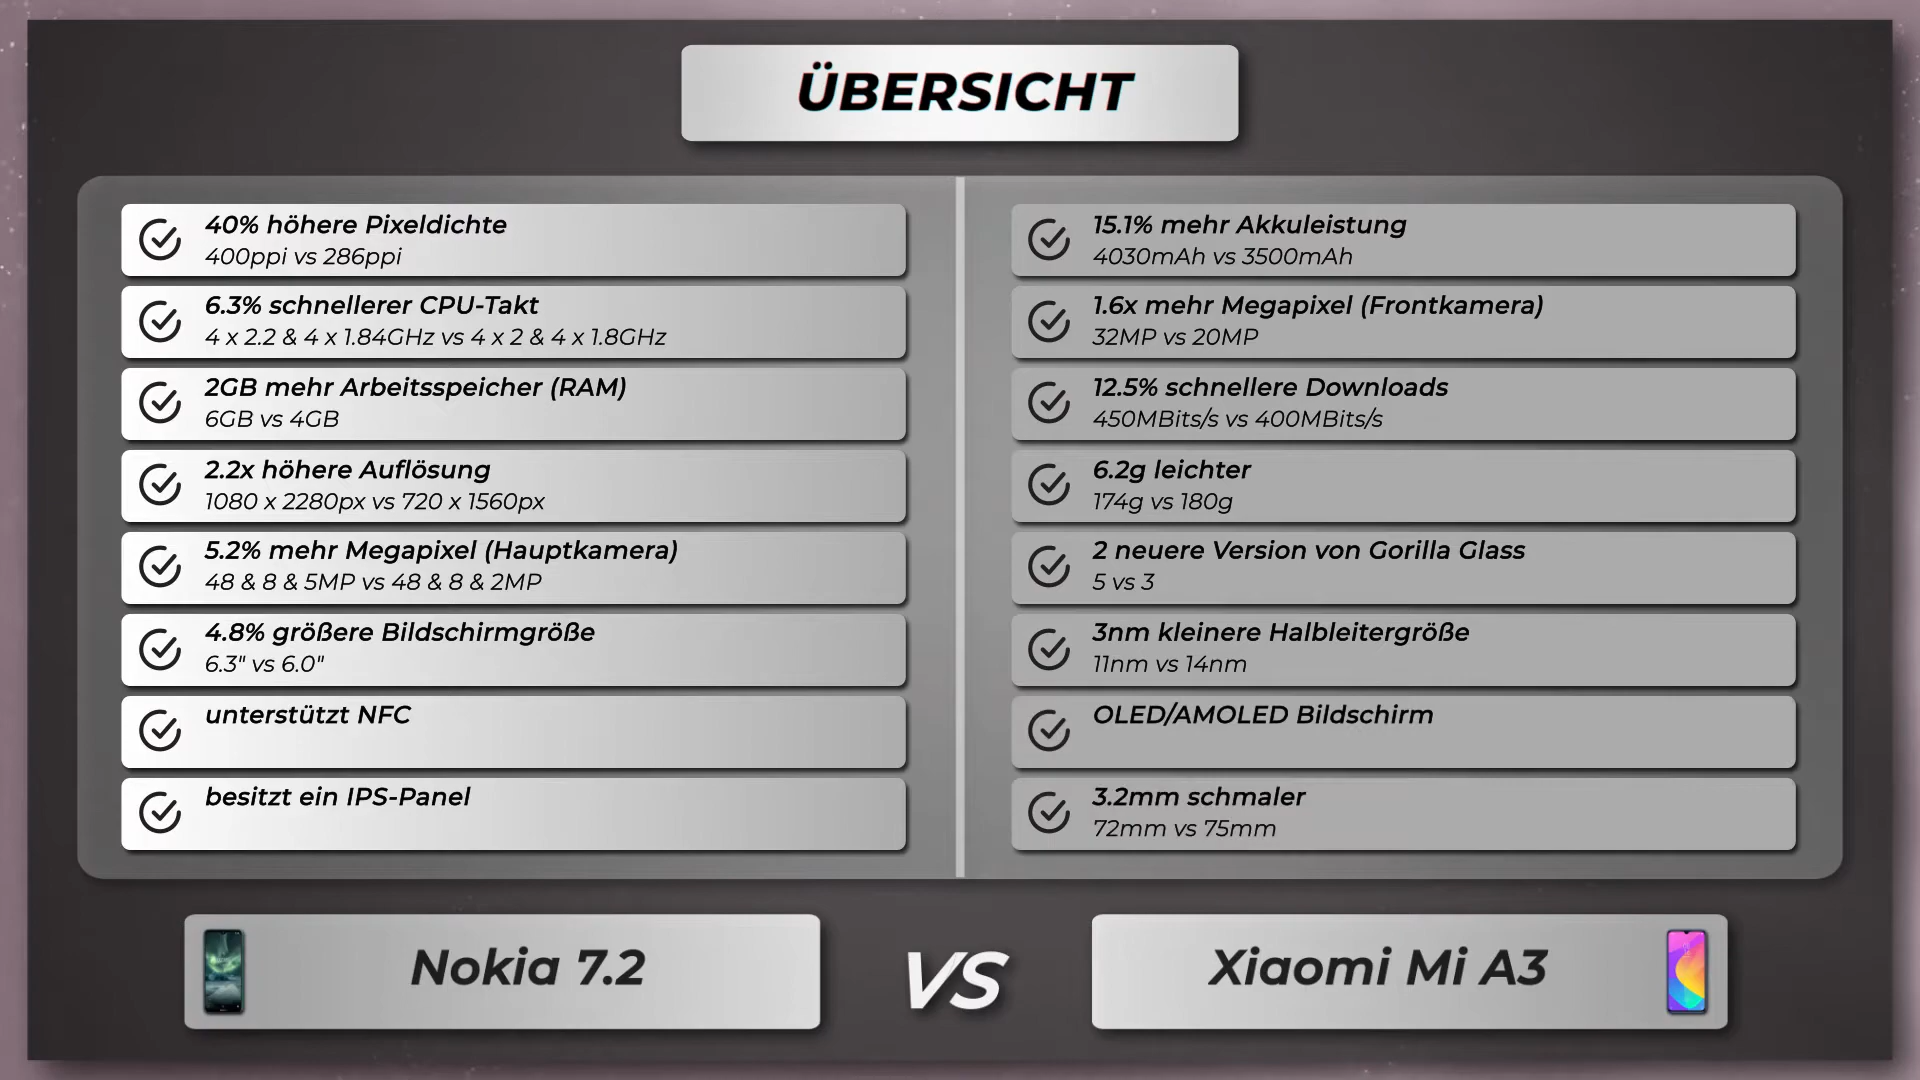 ÜBERSICHT
40% höhere Pixeldichte
400ppi vs 286ppi
6.3% schnellerer CPU-Takt
4 x 2.2 & 4 x 1.84GHz vs 4 x 2 & 4 x 1.8GHz
2GB mehr Arbeitsspeicher (RAM)
6GB vs 4GB
2.2x höhere Auflösung
1080 x 2280px vs 720 x 1560px
5.2% mehr Megapixel (Hauptkamera)
48 & 8 & 5MP vs 48 & 8 & 2MP
4.8% größere Bildschirmgröße
6.3" vs 6.0"
unterstützt NFC
besitzt ein IPS-Panel
15.1% mehr Akkuleistung
4030mAh vs 3500mAh
1.6x mehr Megapixel (Frontkamera)
32MP vs 20MP
12.5% schnellere Downloads
450MBits/s vs 400MBits/s
6.2g leichter
174g vs 180g
2 neuere Version von Gorilla Glass
5 vs 3
3nm kleinere Halbleitergröße
11nm vs 14nm
OLED/AMOLED Bildschirm
3.2mm schmaler
72mm vs 75mm
Nokia 7.2
VS
Xiaomi Mi A3